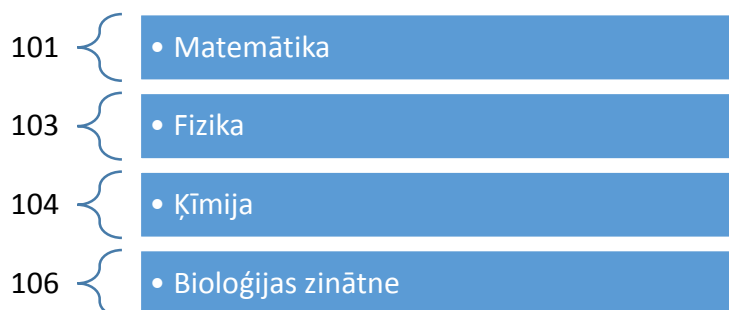 101 • Matemātika
103 • Fizika
104 • Ķīmija
106 • Bioloģijas zinātne